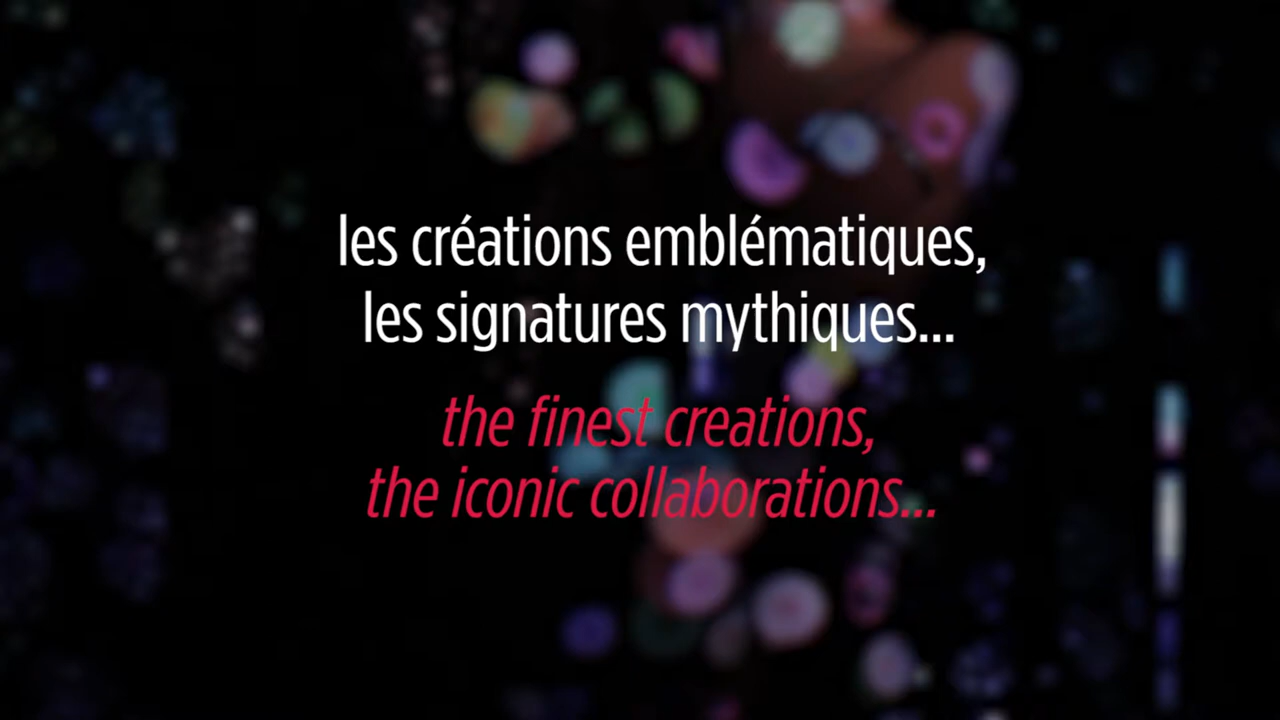 les créations emblématiques,
les signatures mythiques...
the finest creations,
the iconic collaborations...